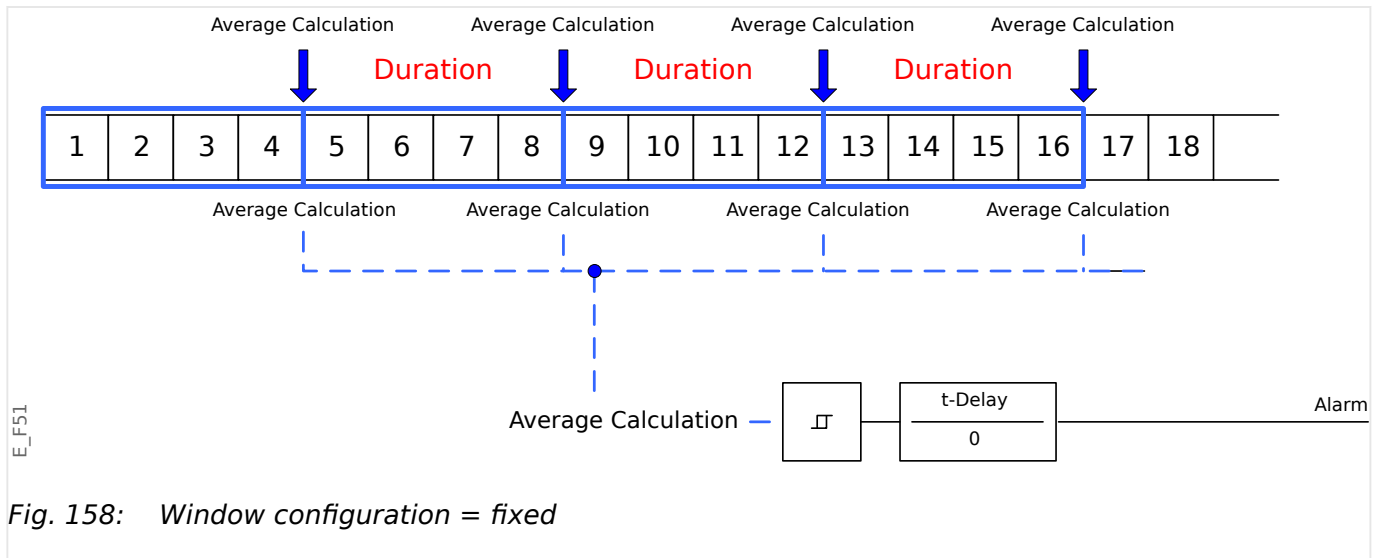 Average Calculation Average Calculation Average Calculation Average Calculation
Duration Duration Duration
1 2 3 4 5 6 7 8 9 10 11 12 13 14 15 16 17 18
Average Calculation Average Calculation Average Calculation Average Calculation
t-Delay
Alarm
Average Calculation
0
E_F51
Fig. 158: Window configuration = fixed